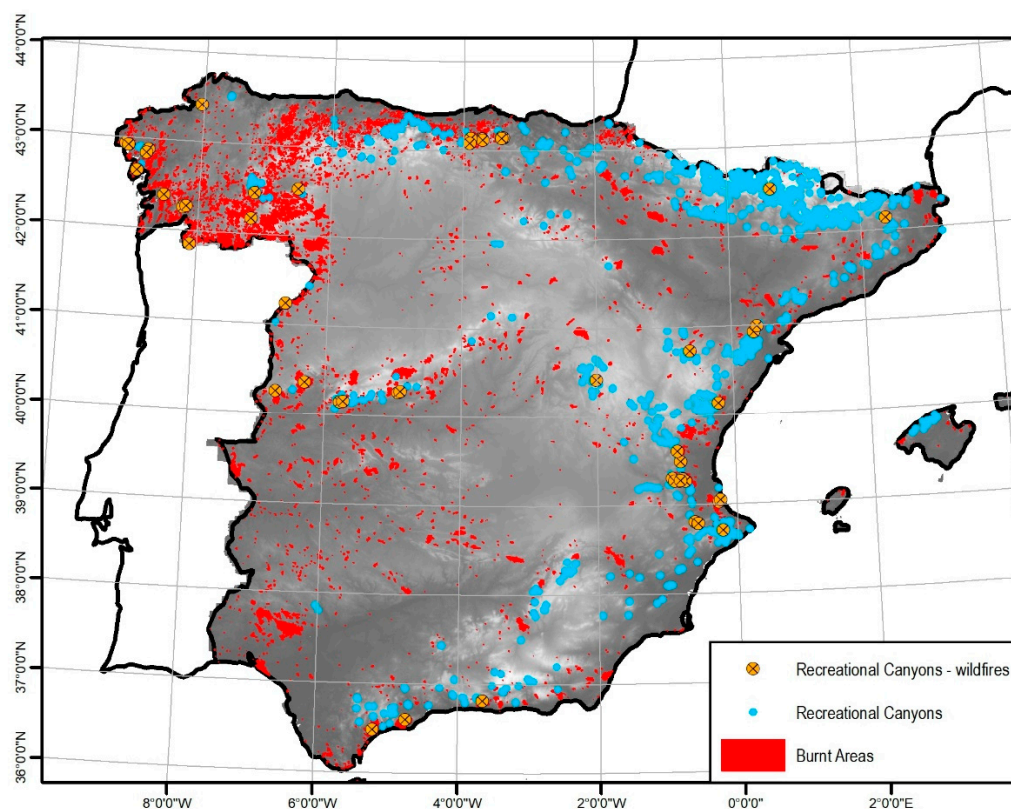 44°0'0"N
43°0'0"N
42°0'0"N
41°0'0"N
40°0'0"N
39°0'0"N
38°0'0"N
37°0'0"N
36°0'0"N
Recreational Canyons - wildfires
Recreational Canyons
Burnt Areas
8°0'0"W
6°0'0"W
4°0'0"W
2°0'0"W
0°0'0"
2°0'0"E